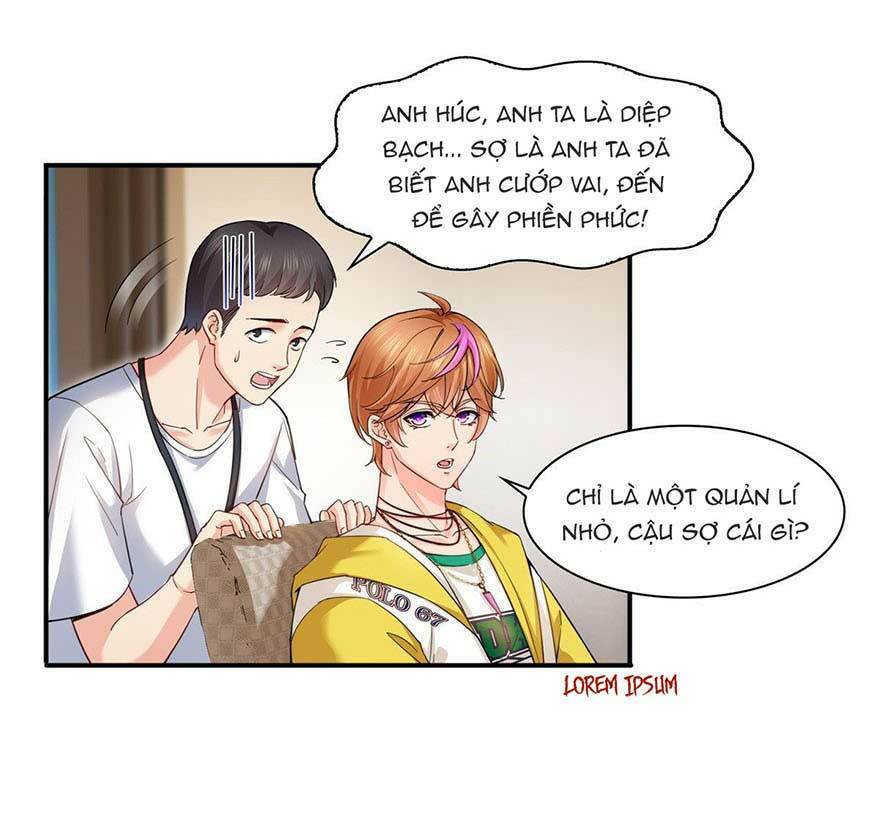 ANH HÚC, ANH TA LÀ DIỆP
BẠCH... SỢ LÀ ANH TA ĐÃ
BIẾT ANH CƯỚP VAI, ĐẾN
ĐỂ GÂY PHIỀN PHỨC!
CHỈ LÀ MỘT QUẢN LÍ
NHỎ, CẬU SỢ CÁI GÌ?
POLO 67
LOREM IPSUM